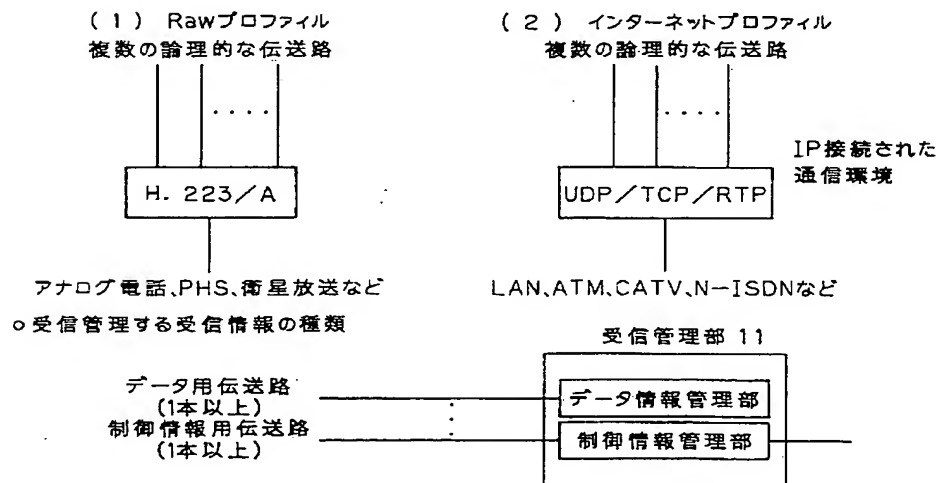 (1) Rawプロファイル
複数の論理的な伝送路
H. 223/A
アナログ電話、PHS、衛星放送など
(2) インターネットプロファイル
複数の論理的な伝送路
IP接続された
通信環境
UDP/TCP/RTP
LAN、ATM、CATV、N-ISDNなど
○受信管理する受信情報の種類
受信管理部 11
データ用伝送路
(1本以上)
データ情報管理部
制御情報用伝送路
(1本以上)
制御情報管理部